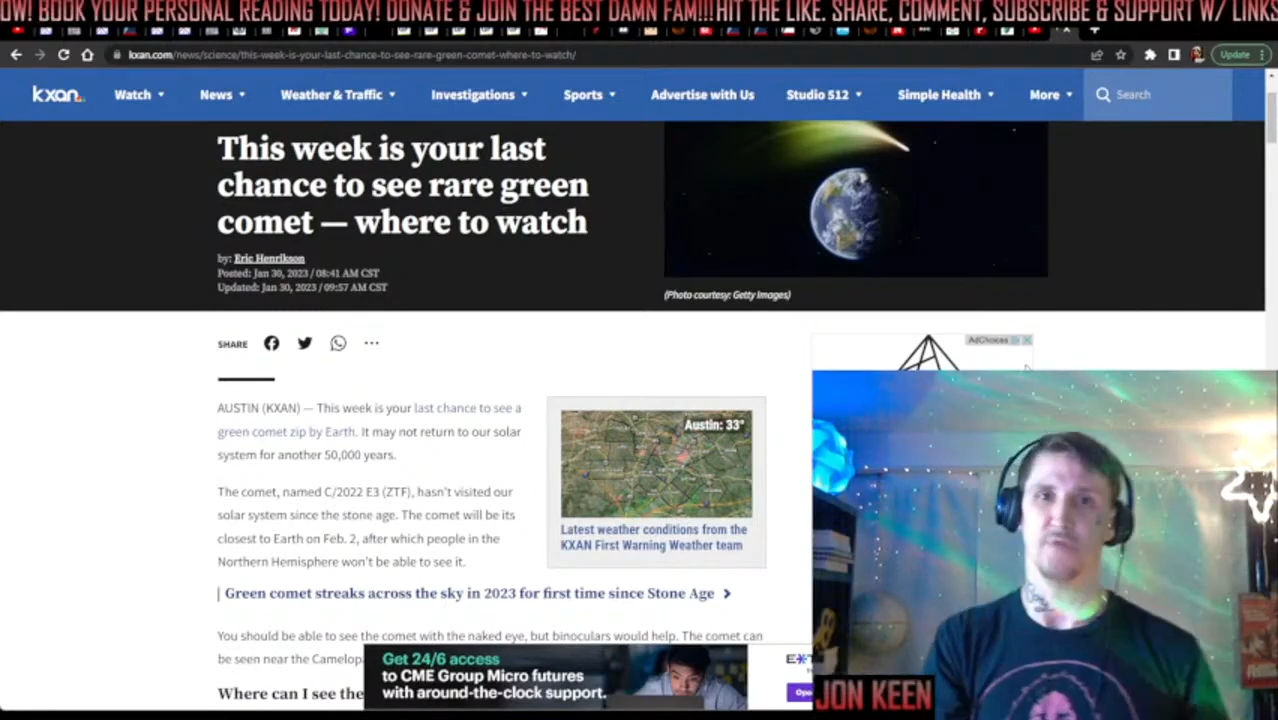 OW! BOOK YOUR PERSONAL READING TODAY! DONATE & JOIN THE BEST DAMN FAM!!! HIT THE LIKE. SHARE, COMMENT, SUBSCRIBE & SUPPORT W/ LINKS
kxan.com/news/science/this-week-is-your-last-chance-to-see-rare-green-comet-where-to-watch/
Update
kxan
Watch News Weather & Traffic Investigations Sports Advertise with Us Studio 512 Simple Health More Search
This week is your last
chance to see rare green
comet — where to watch
by: Eric Henrikson
Posted: Jan 30, 2023 / 08:41 AM CST
Updated: Jan 30, 2023 / 09:57 AM CST
(Photo courtesy: Getty Images)
SHARE
AdChoices
AUSTIN (KXAN) — This week is your last chance to see a
green comet zip by Earth. It may not return to our solar
system for another 50,000 years.
Austin: 33°
The comet, named C/2022 E3 (ZTF), hasn't visited our
solar system since the stone age. The comet will be its
closest to Earth on Feb. 2, after which people in the
Northern Hemisphere won't be able to see it.
Latest weather conditions from the
KXAN First Warning Weather team
Green comet streaks across the sky in 2023 for first time since Stone Age
You should be able to see the comet with the naked eye, but binoculars would help. The comet can
be seen near the Camelopa
Where can I see the
Get 24/6 access
to CME Group Micro futures
with around-the-clock support.
E*T
Ope
JON KEEN